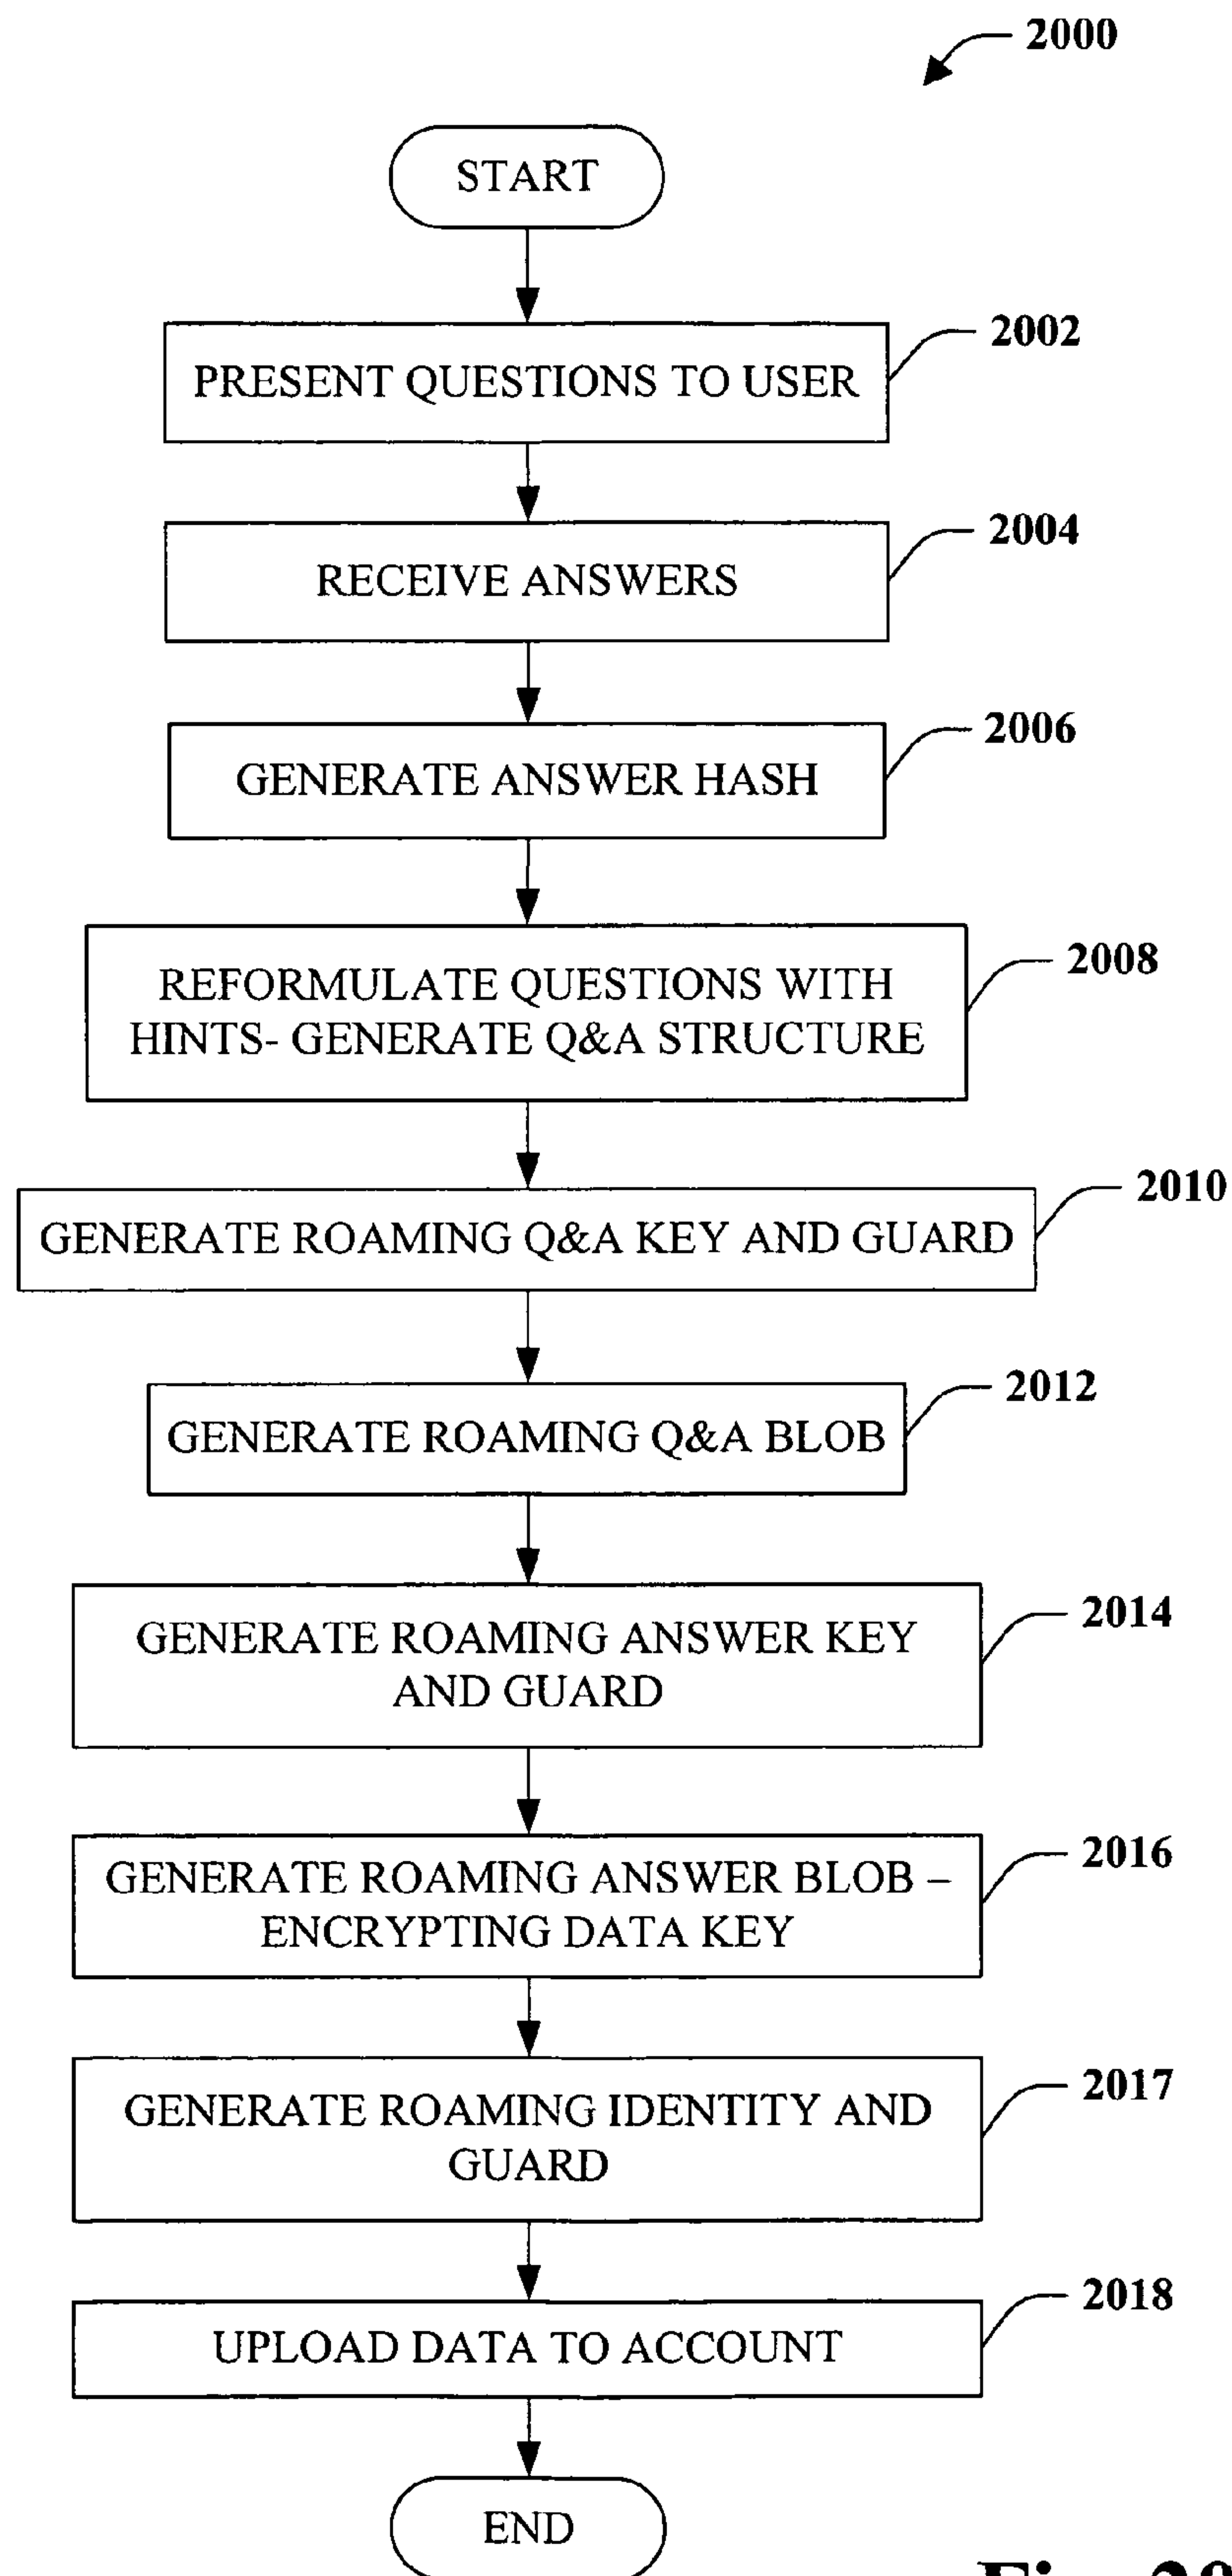 2000
START
2002
PRESENT QUESTIONS TO USER
2004
RECEIVE ANSWERS
2006
GENERATE ANSWER HASH
2008
REFORMULATE QUESTIONS WITH
HINTS- GENERATE Q&A STRUCTURE
2010
GENERATE ROAMING Q&A KEY AND GUARD
2012
GENERATE ROAMING Q&A BLOB
2014
GENERATE ROAMING ANSWER KEY
AND GUARD
2016
GENERATE ROAMING ANSWER BLOB –
ENCRYPTING DATA KEY
2017
GENERATE ROAMING IDENTITY AND
GUARD
2018
UPLOAD DATA TO ACCOUNT
END